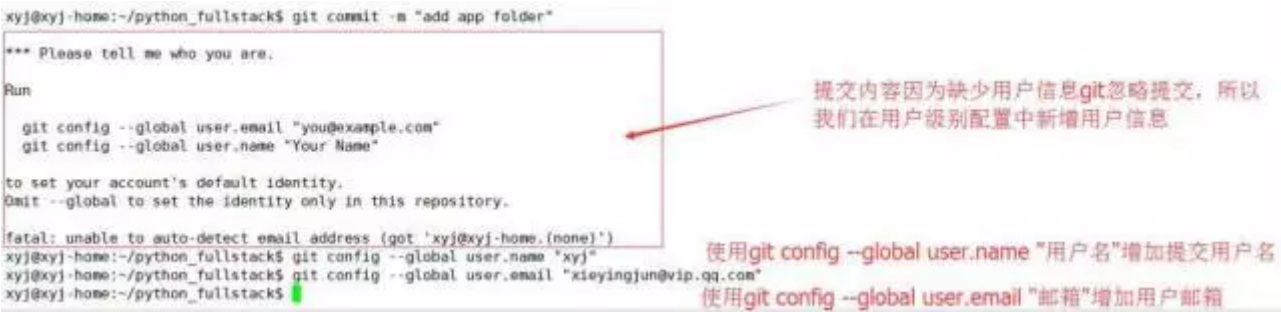 xyj@xyj-home:~/python_fullstack$ git commit -m "add app folder"
*** Please tell me who you are.
Run
git config --global user.email "you@example.com"
git config --global user.name "Your Name"
to set your account's default identity.
Omit --global to set the identity only in this repository.
fatal: unable to auto-detect email address (got 'xyj@xyj-home.(none)')
xyj@xyj-home:~/python_fullstack$ git config --global user.name "xyj"
xyj@xyj-home:~/python_fullstack$ git config --global user.email "xieyingjun@vip.qq.com"
xyj@xyj-home:~/python_fullstack$
提交内容因为缺少用户信息git忽略提交，所以
我们在用户级别配置中新增用户信息
使用git config --global user.name "用户名"增加提交用户名
使用git config --global user.email "邮箱"增加用户邮箱